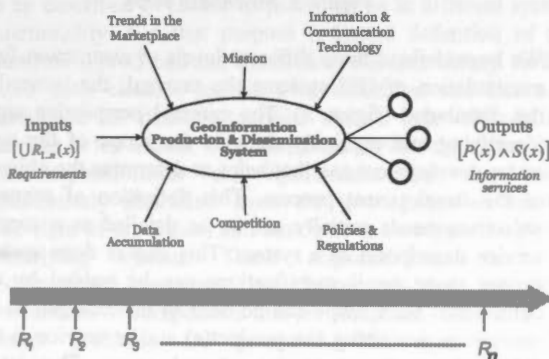 Trends in the
Marketplace
Information &
Communication
Technology
Mission
Inputs
[UR₁..ₙ(x)]
Requirements
GeoInformation
Production & Dissemination
System
Outputs
[P(x) ∧ S(x)]
Information
services
Data
Accumulation
Competition
Policies &
Regulations
R₁ R₂ R₃ Rₙ